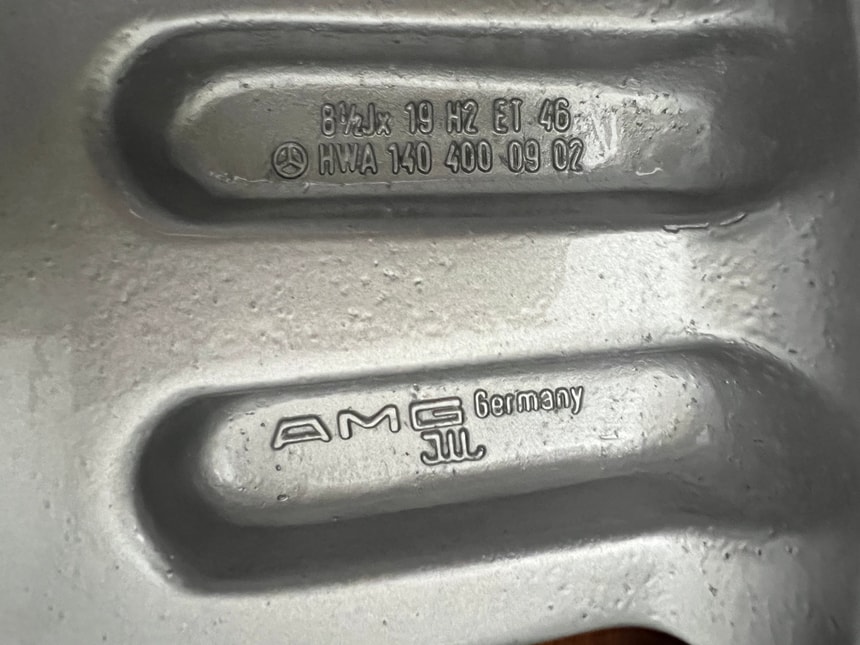 8½Jx 19 H2 ET 46
HWA 140 400 09 02
AMG Germany